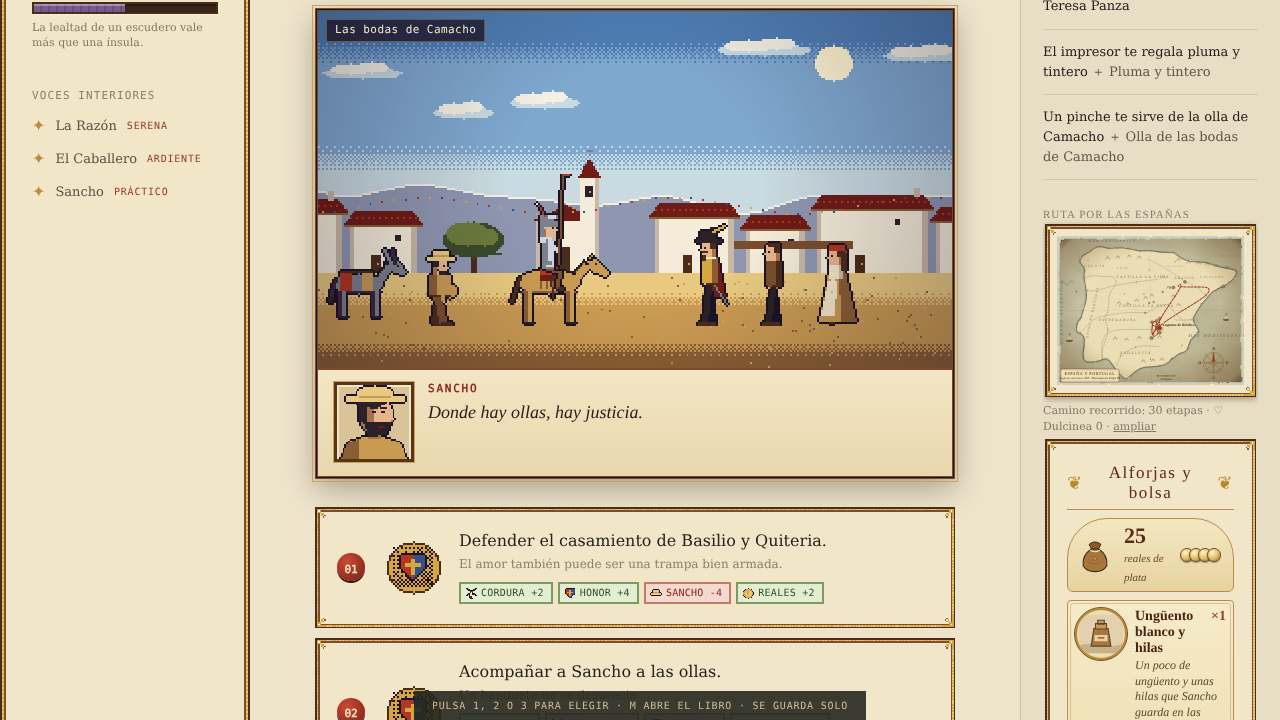 La lealtad de un escudero vale
más que una ínsula.
VOCES INTERIORES
La Razón SERENA
El Caballero ARDIENTE
Sancho PRÁCTICO
Las bodas de Camacho
SANCHO
Donde hay ollas, hay justicia.
01
Defender el casamiento de Basilio y Quiteria.
El amor también puede ser una trampa bien armada.
CORDURA +2
HONOR +4
SANCHO -4
REALES +2
02
Acompañar a Sancho a las ollas.
PULSA 1, 2 O 3 PARA ELEGIR · M ABRE EL LIBRO · SE GUARDA SOLO
Teresa Panza
El impresor te regala pluma y
tintero + Pluma y tintero
Un pinche te sirve de la olla de
Camacho + Olla de las bodas
de Camacho
RUTA POR LAS ESPAÑAS
ESPAÑA Y PORTUGAL
Camino recorrido: 30 etapas · ♡
Dulcinea 0 · ampliar
Alforjas y
bolsa
25
reales de
plata
Ungüento ×1
blanco y
hilas
Un poco de
ungüento y unas
hilas que Sancho
guarda en las